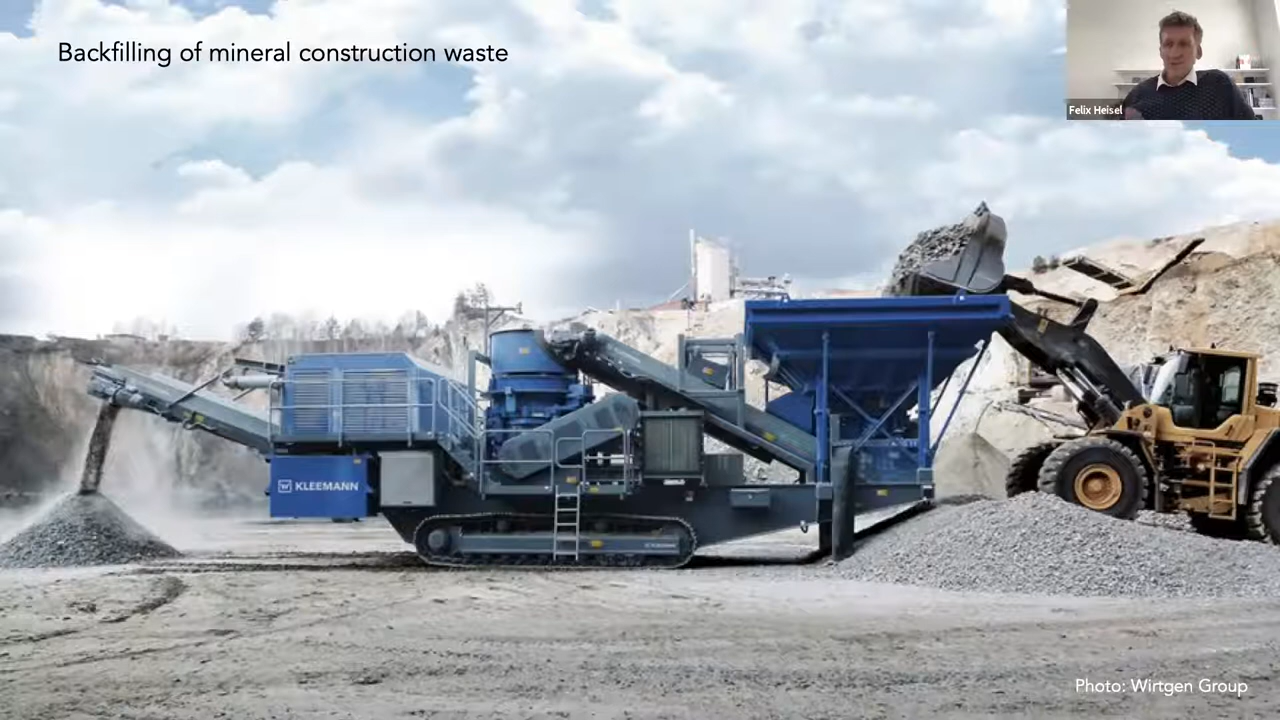 Backfilling of mineral construction waste
Felix Heisel
KLEEMANN
Photo: Wirtgen Group